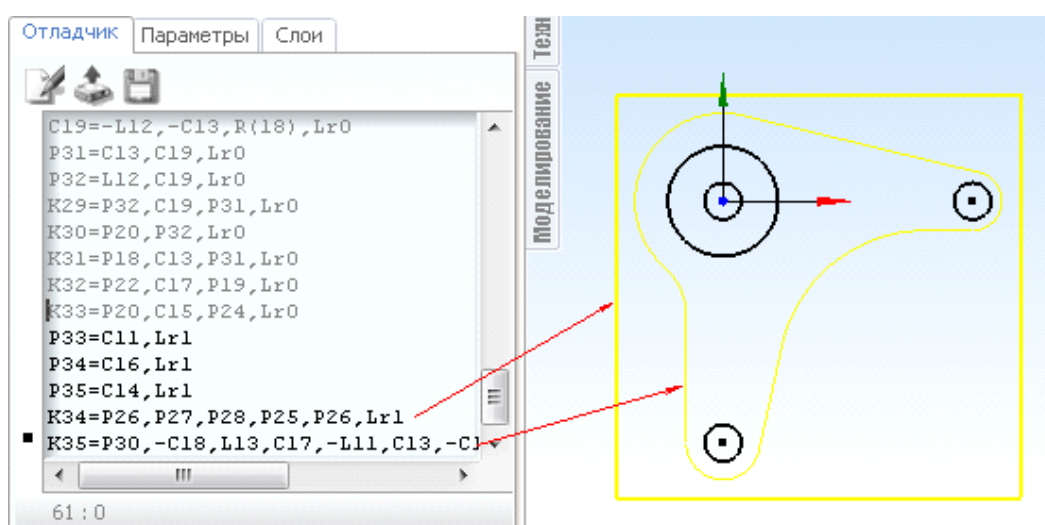 Отладчик
Параметры
Слои
C19=-L12,-C13,R(18),Lr0
P31=C13,C19,Lr0
P32=L12,C19,Lr0
K29=P32,C19,P31,Lr0
K30=P20,P32,Lr0
K31=P18,C13,P31,Lr0
K32=P22,C17,P19,Lr0
K33=P20,C15,P24,Lr0
P33=C11,Lr1
P34=C16,Lr1
P35=C14,Lr1
K34=P26,P27,P28,P25,P26,Lr1
K35=P30,-C18,L13,C17,-L11,C13,-C1
61:0
Моделирование